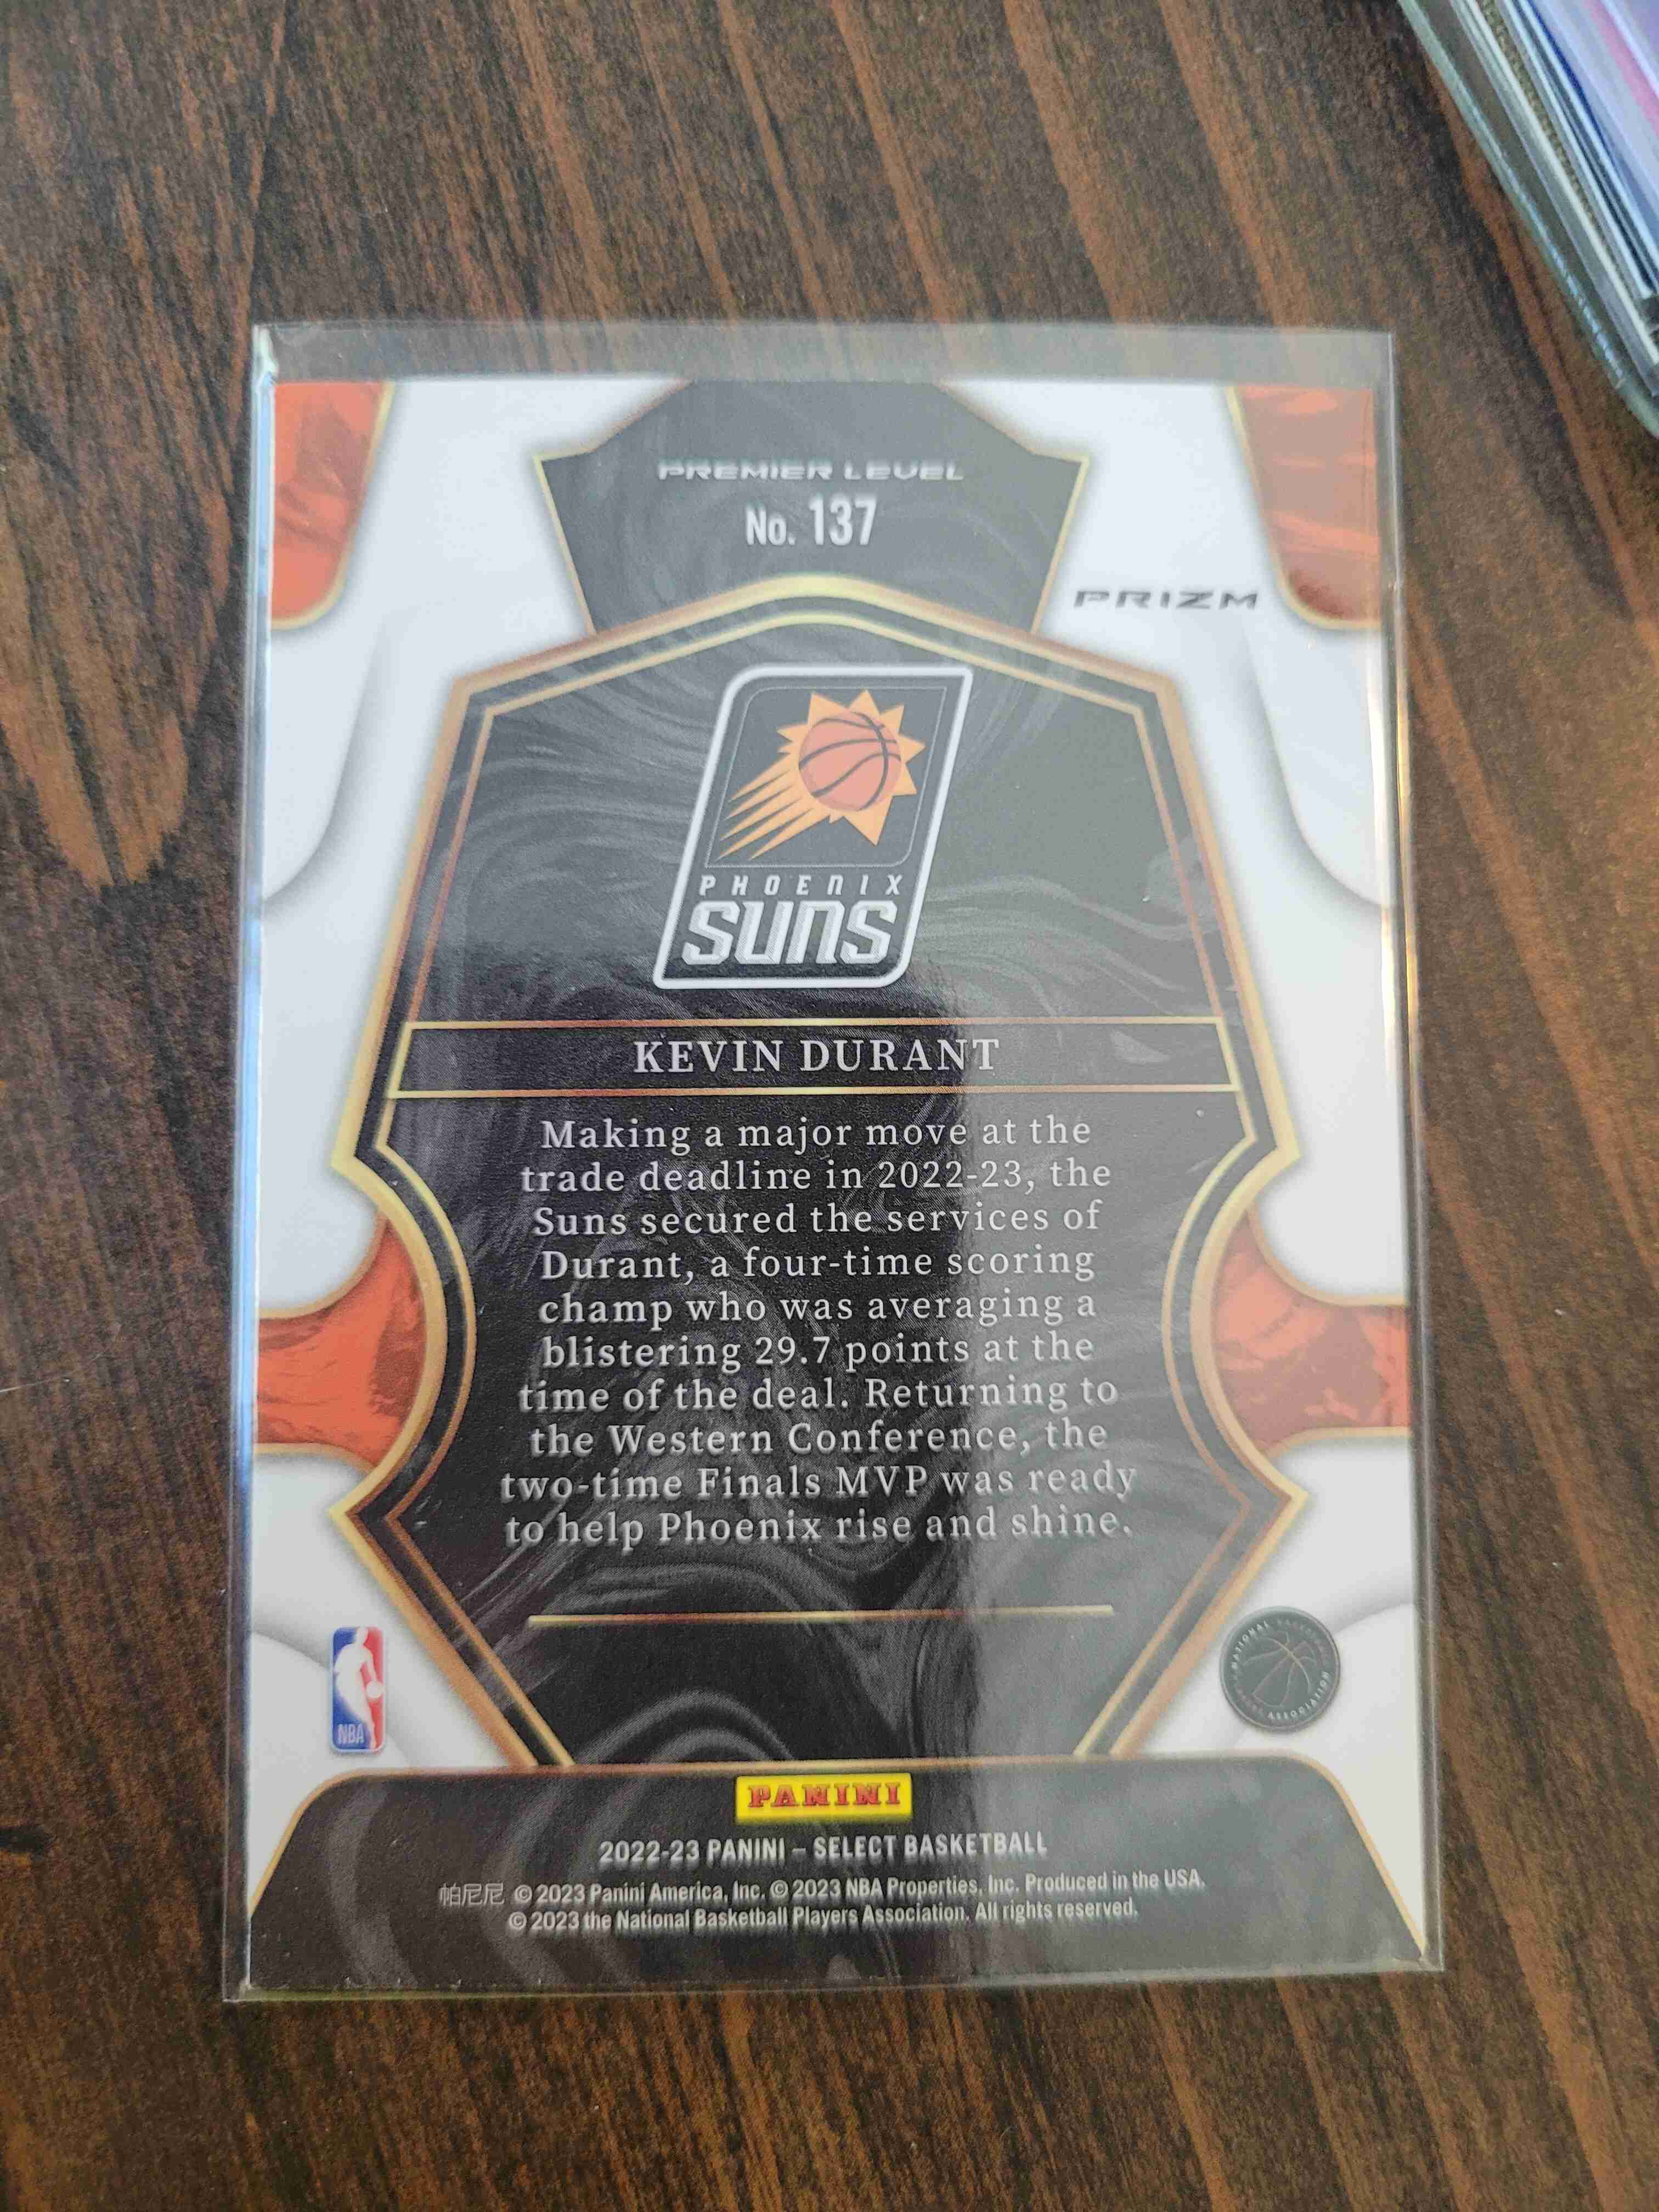 PREMIER LEVEL
No. 137
PRIZM
PHOENIX
SUNS
KEVIN DURANT
Making a major move at the
trade deadline in 2022-23, the
Suns secured the services of
Durant, a four-time scoring
champ who was averaging a
blistering 29.7 points at the
time of the deal. Returning to
the Western Conference, the
two-time Finals MVP was ready
to help Phoenix rise and shine.
NBA
NATIONAL ASSOCIATION
PANINI
2022-23 PANINI – SELECT BASKETBALL
帕尼尼 © 2023 Panini America, Inc. © 2023 NBA Properties, Inc. Produced in the USA.
© 2023 the National Basketball Players Association. All rights reserved.